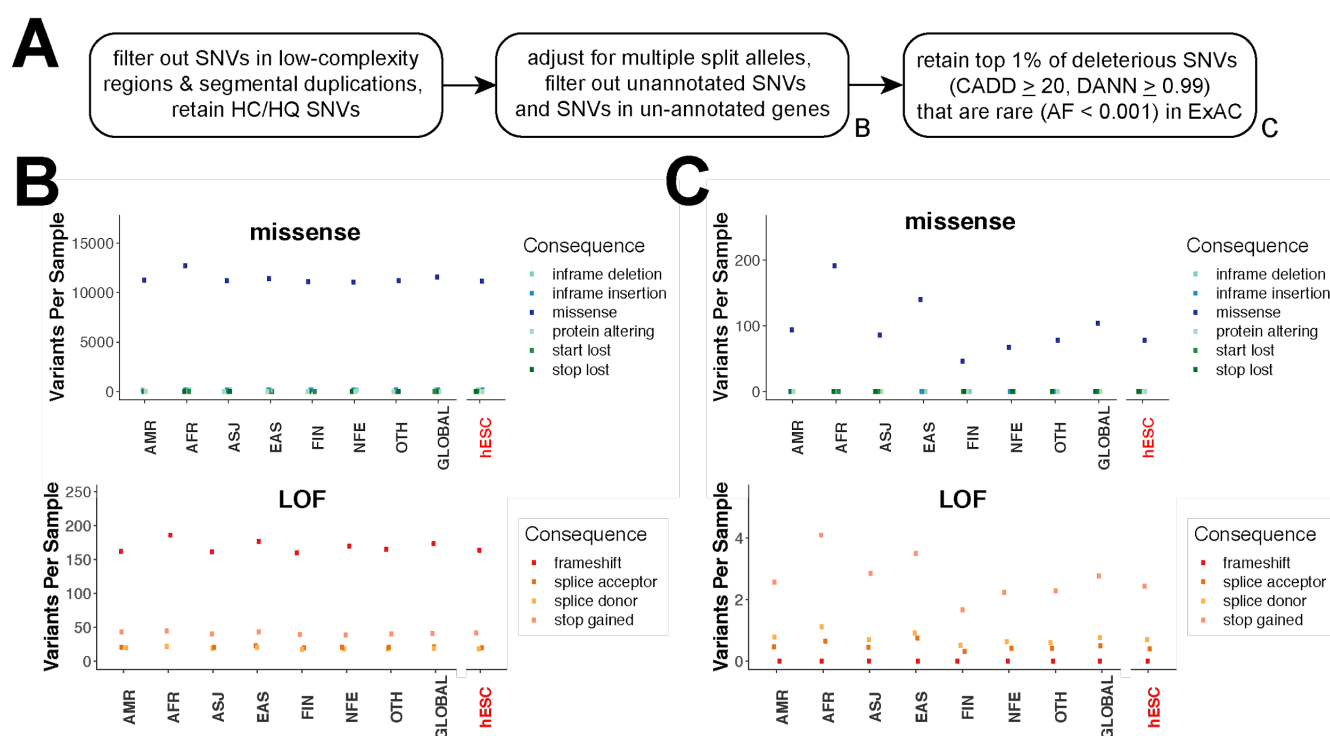 A
filter out SNVs in low-complexity
regions & segmental duplications,
retain HC/HQ SNVs
adjust for multiple split alleles,
filter out unannotated SNVs
and SNVs in un-annotated genes
B
retain top 1% of deleterious SNVs
(CADD ≥ 20, DANN ≥ 0.99)
that are rare (AF < 0.001) in ExAC
C
B
missense
Variants Per Sample
15000
10000
5000
0
AMR
AFR
ASJ
EAS
FIN
NFE
OTH
GLOBAL
hESC
Consequence
inframe deletion
inframe insertion
missense
protein altering
start lost
stop lost
LOF
Variants Per Sample
250
200
150
100
50
0
AMR
AFR
ASJ
EAS
FIN
NFE
OTH
GLOBAL
hESC
Consequence
frameshift
splice acceptor
splice donor
stop gained
C
missense
Variants Per Sample
200
100
0
AMR
AFR
ASJ
EAS
FIN
NFE
OTH
GLOBAL
hESC
Consequence
inframe deletion
inframe insertion
missense
protein altering
start lost
stop lost
LOF
Variants Per Sample
4
2
0
AMR
AFR
ASJ
EAS
FIN
NFE
OTH
GLOBAL
hESC
Consequence
frameshift
splice acceptor
splice donor
stop gained